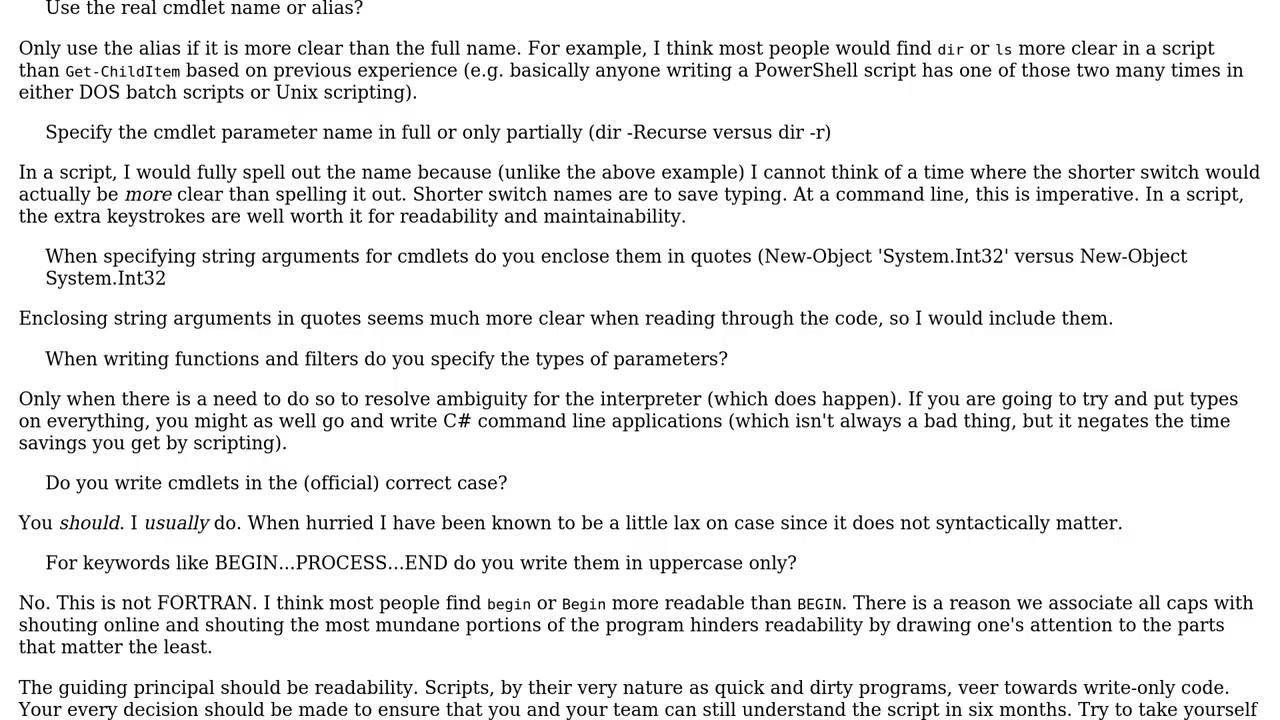 Use the real cmdlet name or alias?
Only use the alias if it is more clear than the full name. For example, I think most people would find dir or ls more clear in a script
than Get-ChildItem based on previous experience (e.g. basically anyone writing a PowerShell script has one of those two many times in
either DOS batch scripts or Unix scripting).
Specify the cmdlet parameter name in full or only partially (dir -Recurse versus dir -r)
In a script, I would fully spell out the name because (unlike the above example) I cannot think of a time where the shorter switch would
actually be more clear than spelling it out. Shorter switch names are to save typing. At a command line, this is imperative. In a script,
the extra keystrokes are well worth it for readability and maintainability.
When specifying string arguments for cmdlets do you enclose them in quotes (New-Object 'System.Int32' versus New-Object
System.Int32
Enclosing string arguments in quotes seems much more clear when reading through the code, so I would include them.
When writing functions and filters do you specify the types of parameters?
Only when there is a need to do so to resolve ambiguity for the interpreter (which does happen). If you are going to try and put types
on everything, you might as well go and write C# command line applications (which isn't always a bad thing, but it negates the time
savings you get by scripting).
Do you write cmdlets in the (official) correct case?
You should. I usually do. When hurried I have been known to be a little lax on case since it does not syntactically matter.
For keywords like BEGIN...PROCESS...END do you write them in uppercase only?
No. This is not FORTRAN. I think most people find begin or Begin more readable than BEGIN. There is a reason we associate all caps with
shouting online and shouting the most mundane portions of the program hinders readability by drawing one's attention to the parts
that matter the least.
The guiding principal should be readability. Scripts, by their very nature as quick and dirty programs, veer towards write-only code.
Your every decision should be made to ensure that you and your team can still understand the script in six months. Try to take yourself